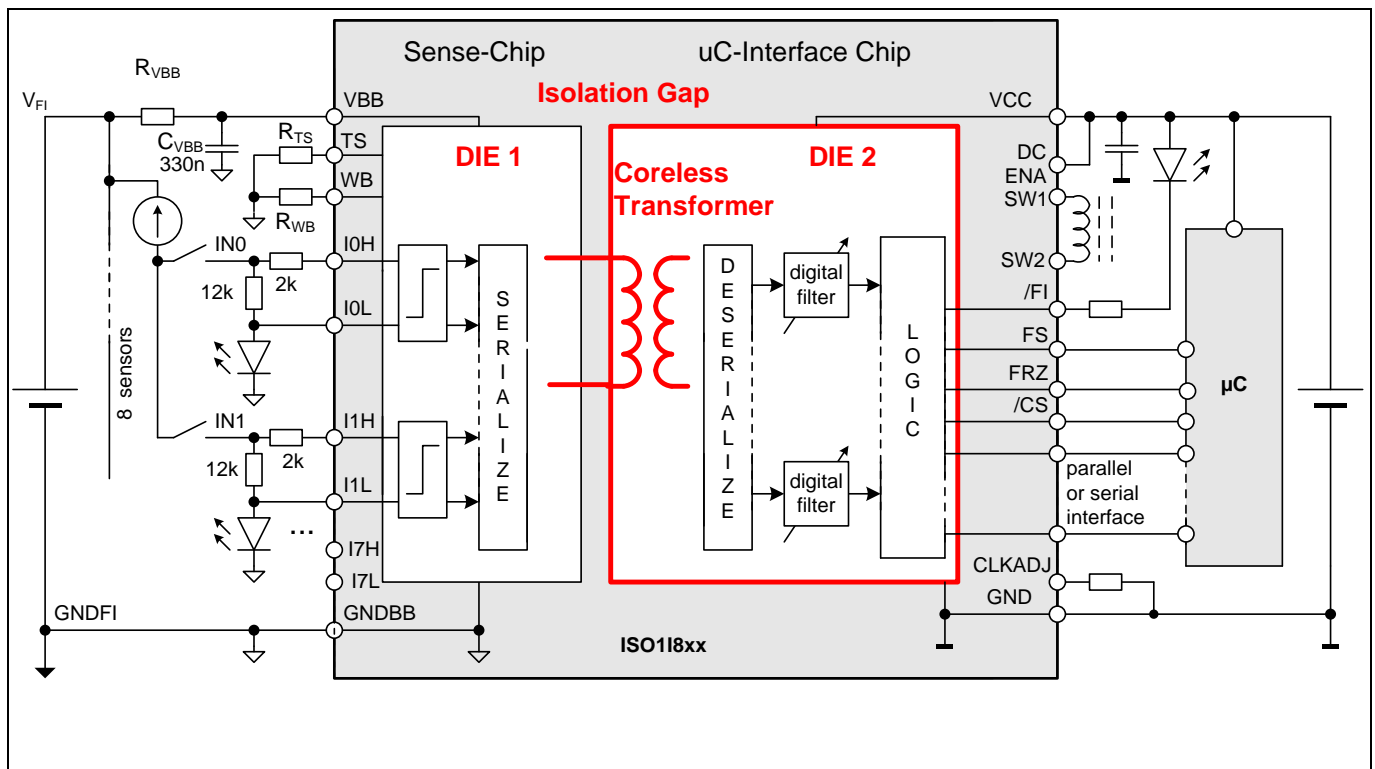 Sense-Chip
uC-Interface Chip
Isolation Gap
RVBB
VFI
VBB
VCC
CVBB
330n
RTS
TS
DIE 1
DIE 2
DC
ENA
WB
Coreless
Transformer
SW1
RWB
IN0
I0H
SW2
12k
2k
digital
filter
/FI
I0L
SERIALIZE
DESERIALIZE
LOGIC
FS
FRZ
µC
/CS
8 sensors
IN1
I1H
12k
2k
I1L
digital
filter
parallel
or serial
interface
...
I7H
I7L
CLKADJ
GNDFI
GNDBB
GND
ISO1I8xx